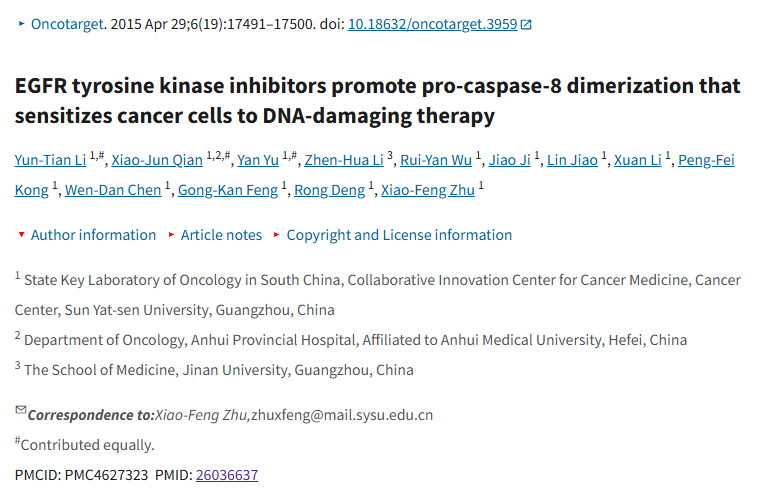 Oncotarget. 2015 Apr 29;6(19):17491–17500. doi: 10.18632/oncotarget.3959
EGFR tyrosine kinase inhibitors promote pro-caspase-8 dimerization that
sensitizes cancer cells to DNA-damaging therapy
Yun-Tian Li 1,#, Xiao-Jun Qian 1,2,#, Yan Yu 1,#, Zhen-Hua Li 3, Rui-Yan Wu 1, Jiao Ji 1, Lin Jiao 1, Xuan Li 1, Peng-Fei
Kong 1, Wen-Dan Chen 1, Gong-Kan Feng 1, Rong Deng 1, Xiao-Feng Zhu 1
Author information Article notes Copyright and License information
1 State Key Laboratory of Oncology in South China, Collaborative Innovation Center for Cancer Medicine, Cancer
Center, Sun Yat-sen University, Guangzhou, China
2 Department of Oncology, Anhui Provincial Hospital, Affiliated to Anhui Medical University, Hefei, China
3 The School of Medicine, Jinan University, Guangzhou, China
Correspondence to:Xiao-Feng Zhu,zhuxfeng@mail.sysu.edu.cn
#Contributed equally.
PMCID: PMC4627323 PMID: 26036637